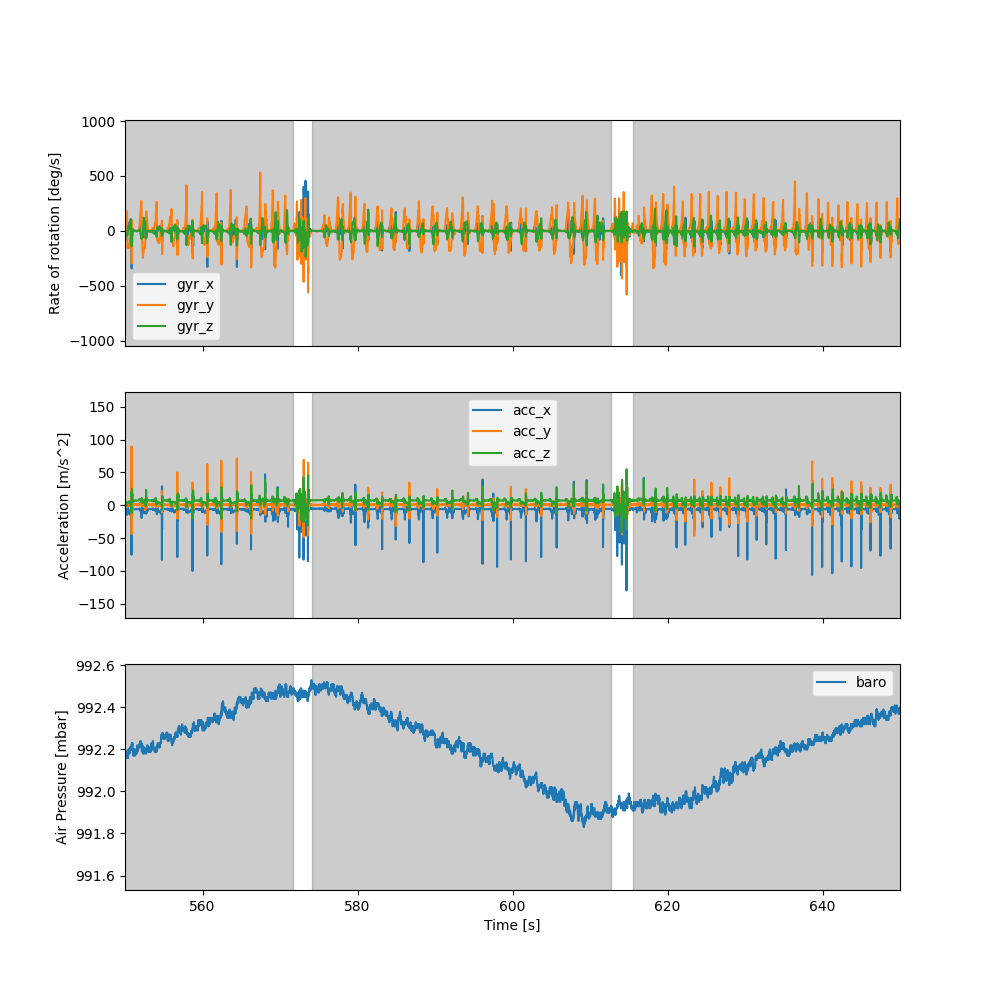 1000
500
0
−500
−1000
Rate of rotation [deg/s]
gyr_x
gyr_y
gyr_z
150
100
50
0
−50
−100
−150
Acceleration [m/s^2]
acc_x
acc_y
acc_z
992.6
992.4
992.2
992.0
991.8
991.6
Air Pressure [mbar]
baro
560
580
600
620
640
Time [s]